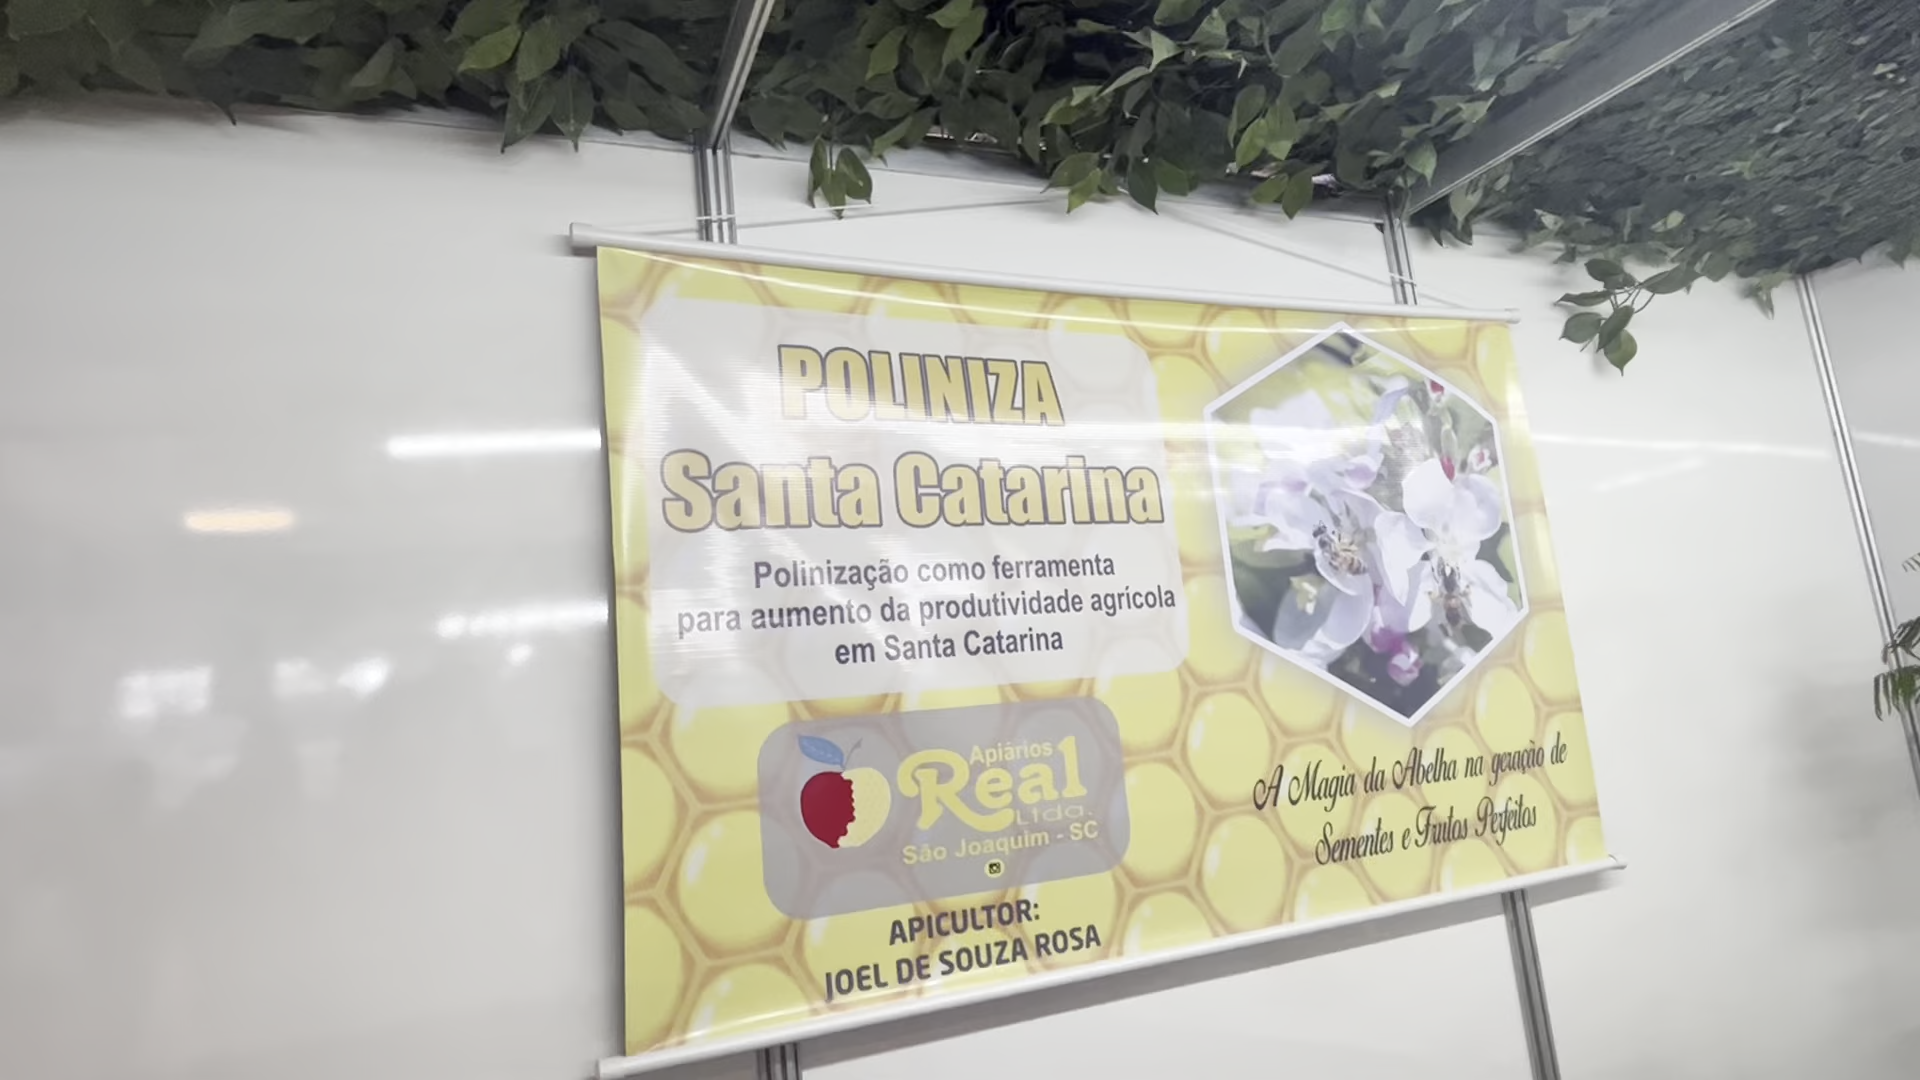 POLINIZA
Santa Catarina
Polinização como ferramenta
para aumento da produtividade agrícola
em Santa Catarina
Apiários
Real
Ltda.
São Joaquim - SC
APICULTOR:
JOEL DE SOUZA ROSA
A Magia da Abelha na geração de
Sementes e Frutos Perfeitos